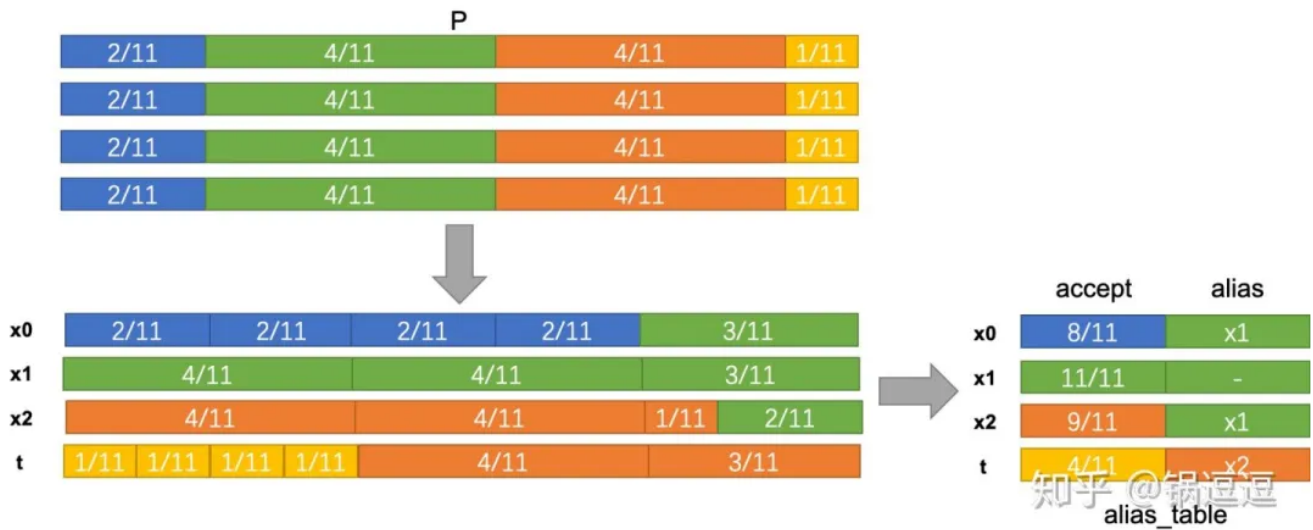 P
2/11 4/11 4/11 1/11
2/11 4/11 4/11 1/11
2/11 4/11 4/11 1/11
2/11 4/11 4/11 1/11
x0 2/11 2/11 2/11 2/11 3/11
x1 4/11 4/11 3/11
x2 4/11 4/11 1/11 2/11
t 1/11 1/11 1/11 1/11 4/11 3/11
accept alias
x0 8/11 x1
x1 11/11 -
x2 9/11 x1
t 4/11 x2
知乎 @锅逗逗
alias_table